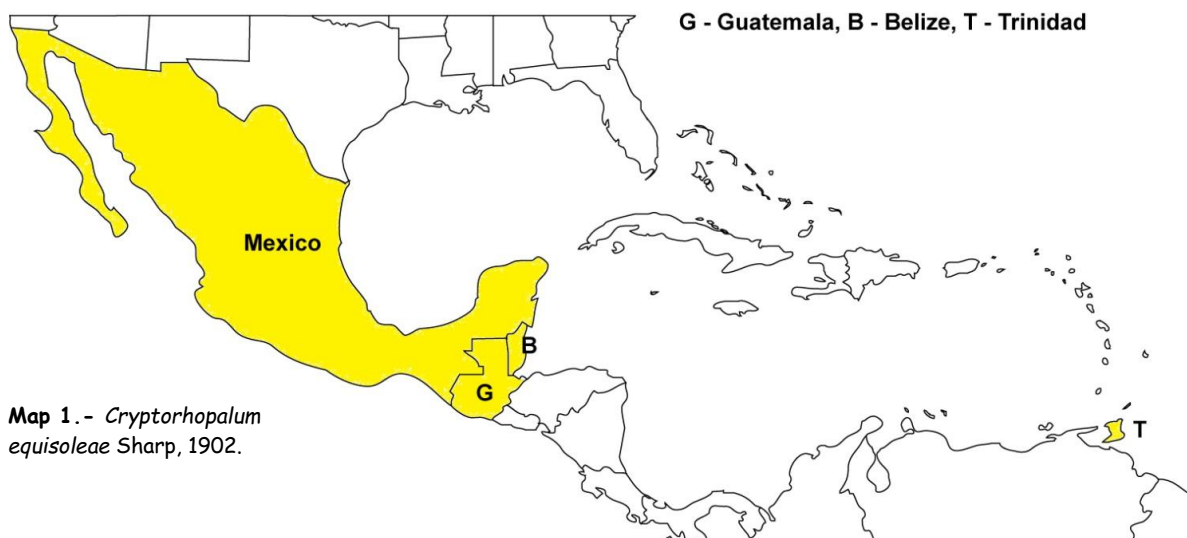 G - Guatemala, B - Belize, T - Trinidad
Mexico
B
G
Map 1.- Cryptorhopalum
equisoleae Sharp, 1902.
T